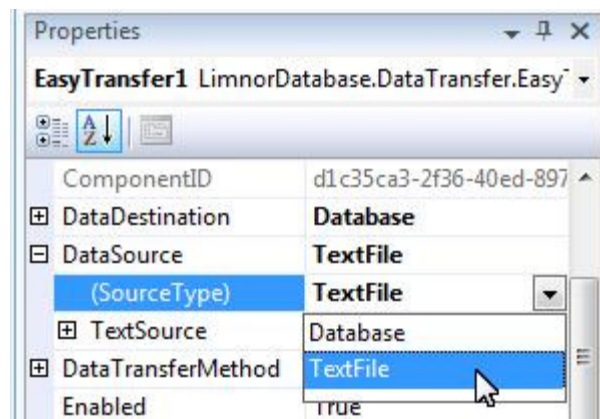 Properties
EasyTransfer1 LimnorDatabase.DataTransfer.Easy
ComponentID d1c35ca3-2f36-40ed-897
DataDestination Database
DataSource TextFile
(SourceType) TextFile
TextSource Database
DataTransferMethod TextFile
Enabled True